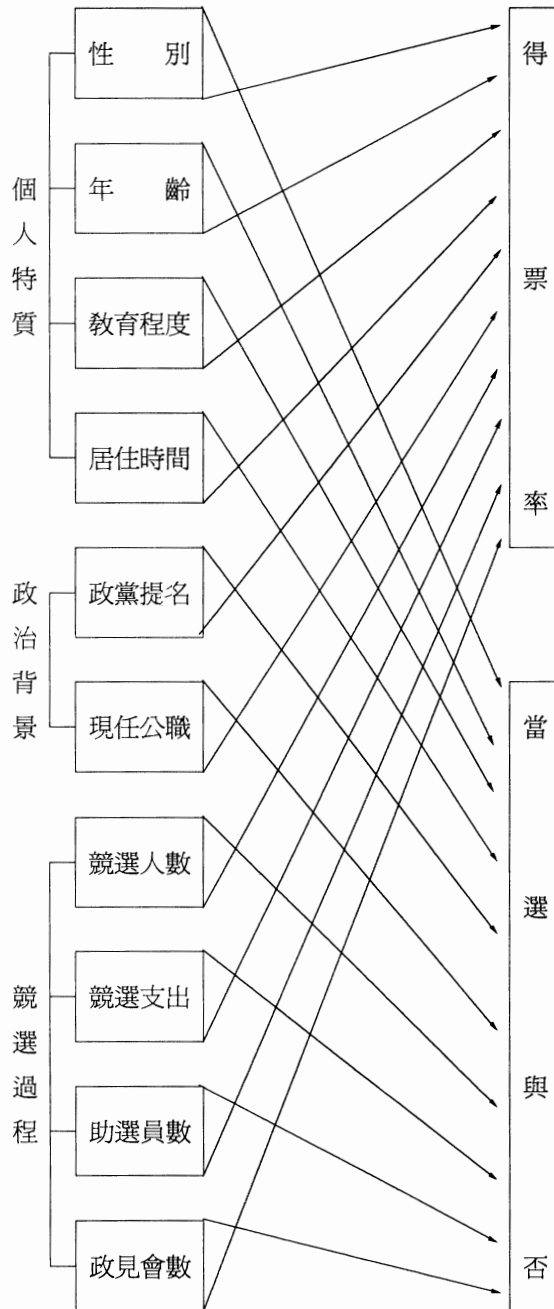 個人特質
性別
年齡
教育程度
居住時間
政治背景
政黨提名
現任公職
競選過程
競選人數
競選支出
助選員數
政見會數
得票率
當選與否